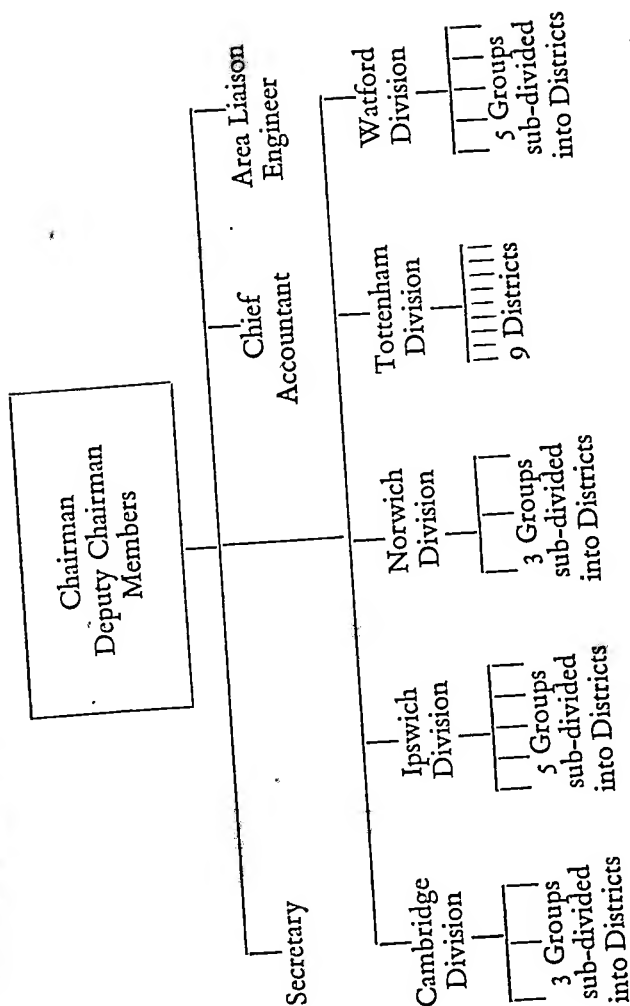 Chairman
Deputy Chairman
Members
Secretary
Chief
Accountant
Area Liaison
Engineer
Cambridge
Division
3 Groups
sub-divided
into Districts
Ipswich
Division
5 Groups
sub-divided
into Districts
Norwich
Division
3 Groups
sub-divided
into Districts
Tottenham
Division
9 Districts
Watford
Division
5 Groups
sub-divided
into Districts